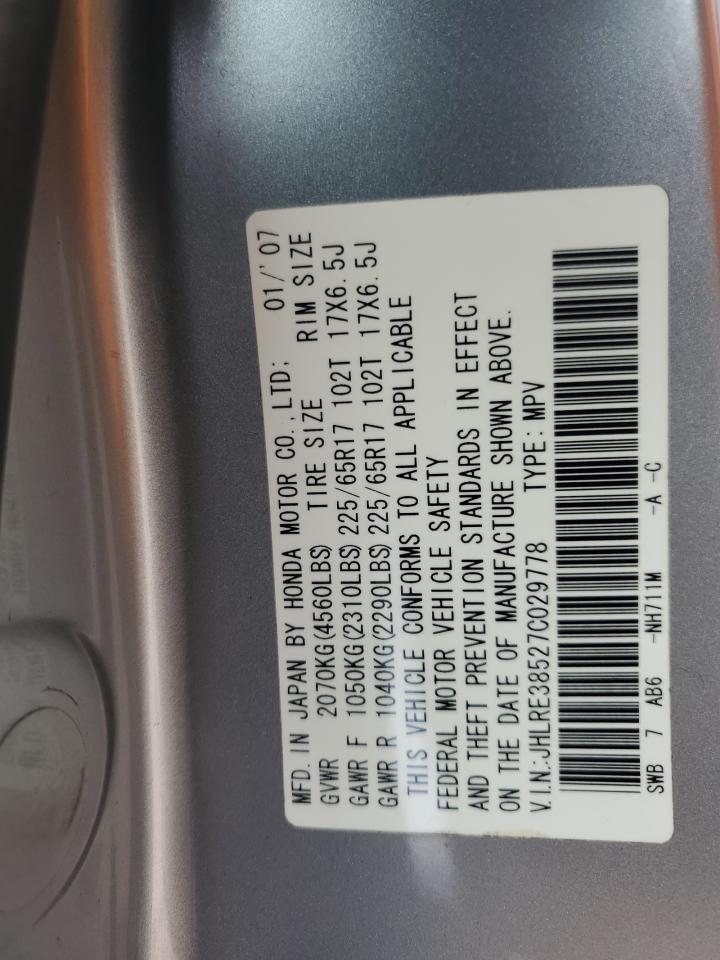 MFD. IN JAPAN BY HONDA MOTOR CO.,LTD; 01/'07
GVWR 2070KG(4560LBS) TIRE SIZE RIM SIZE
GAWR F 1050KG(2310LBS)225/65R17 102T 17X6.5J
GAWR R 1040KG(2290LBS)225/65R17 102T 17X6.5J
THIS VEHICLE CONFORMS TO ALL APPLICABLE
FEDERAL MOTOR VEHICLE SAFETY
AND THEFT PREVENTION STANDARDS IN EFFECT
ON THE DATE OF MANUFACTURE SHOWN ABOVE.
V.I.N.:JHLRE38527C029778 TYPE:MPV
SWB 7 AB6 -NH711M -A -C